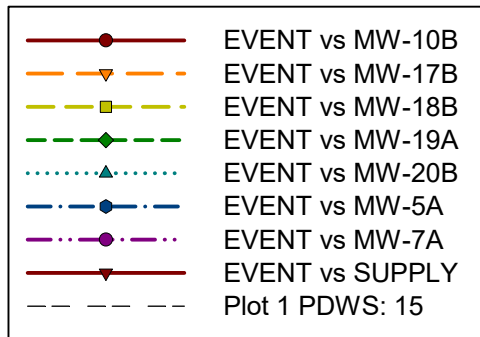 EVENT vs MW-10B
EVENT vs MW-17B
EVENT vs MW-18B
EVENT vs MW-19A
EVENT vs MW-20B
EVENT vs MW-5A
EVENT vs MW-7A
EVENT vs SUPPLY
Plot 1 PDWS: 15